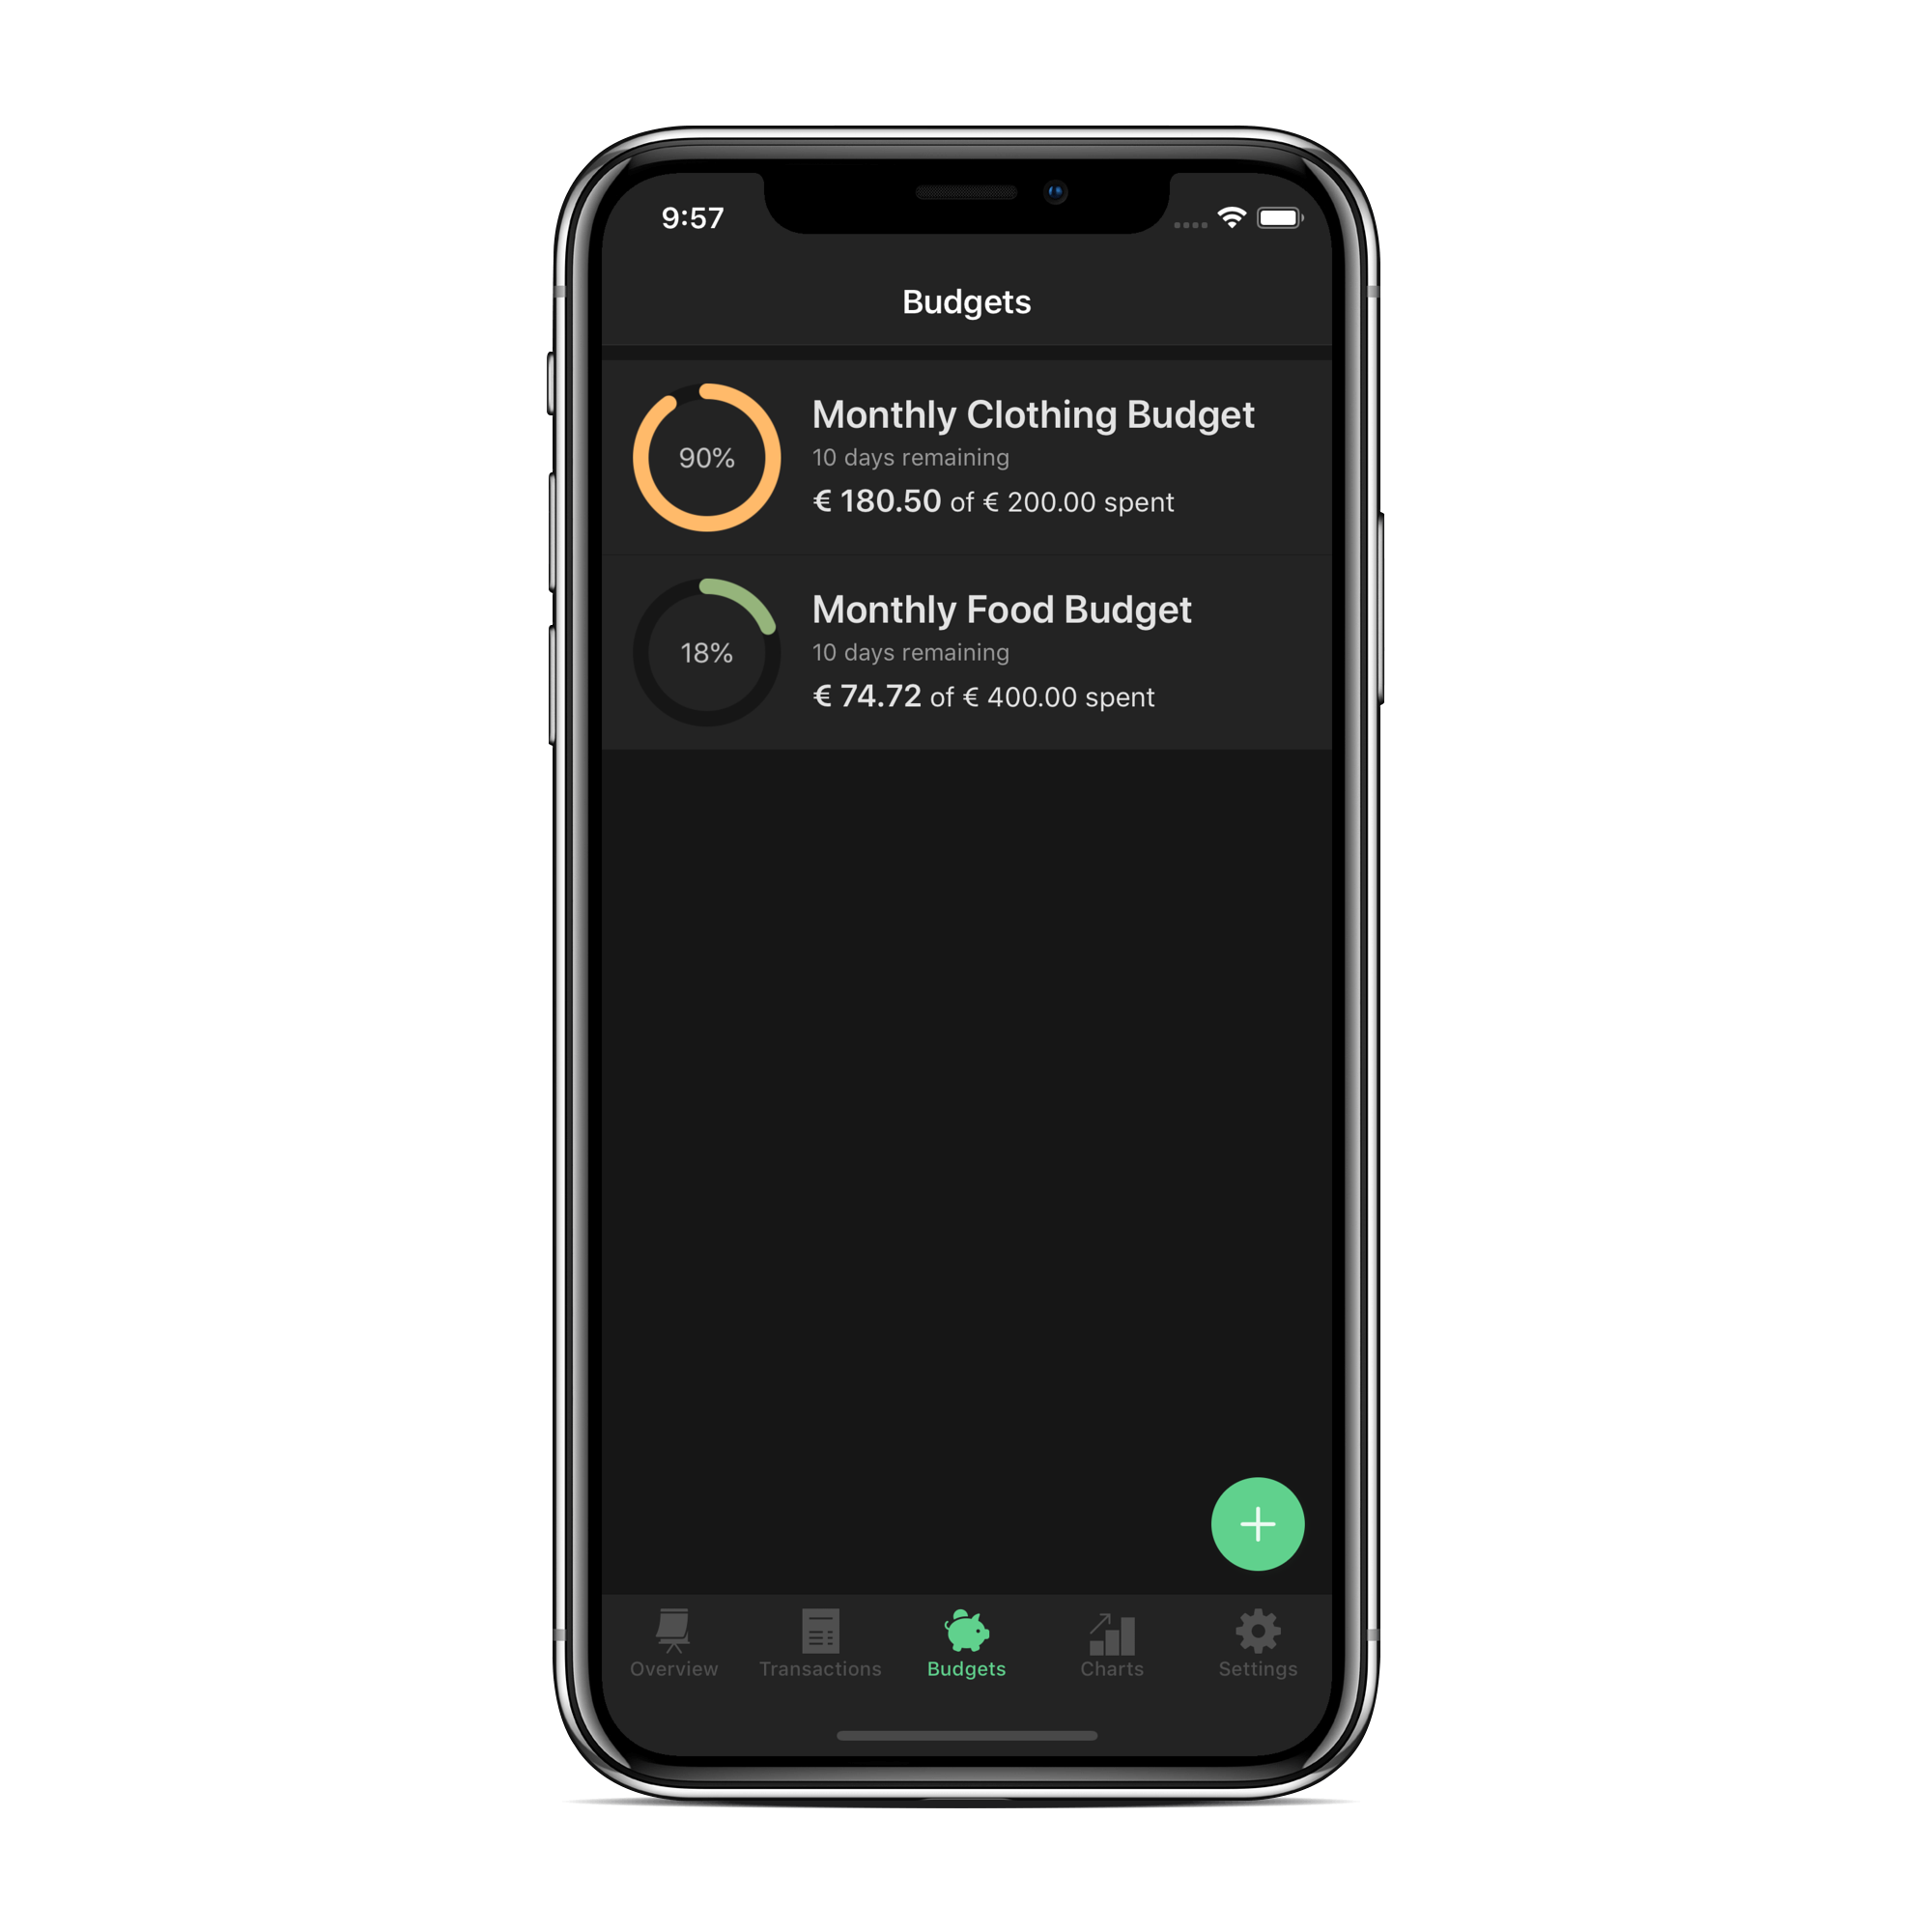 9:57
Budgets
90%
Monthly Clothing Budget
10 days remaining
€ 180.50 of € 200.00 spent
18%
Monthly Food Budget
10 days remaining
€ 74.72 of € 400.00 spent
Overview Transactions Budgets Charts Settings